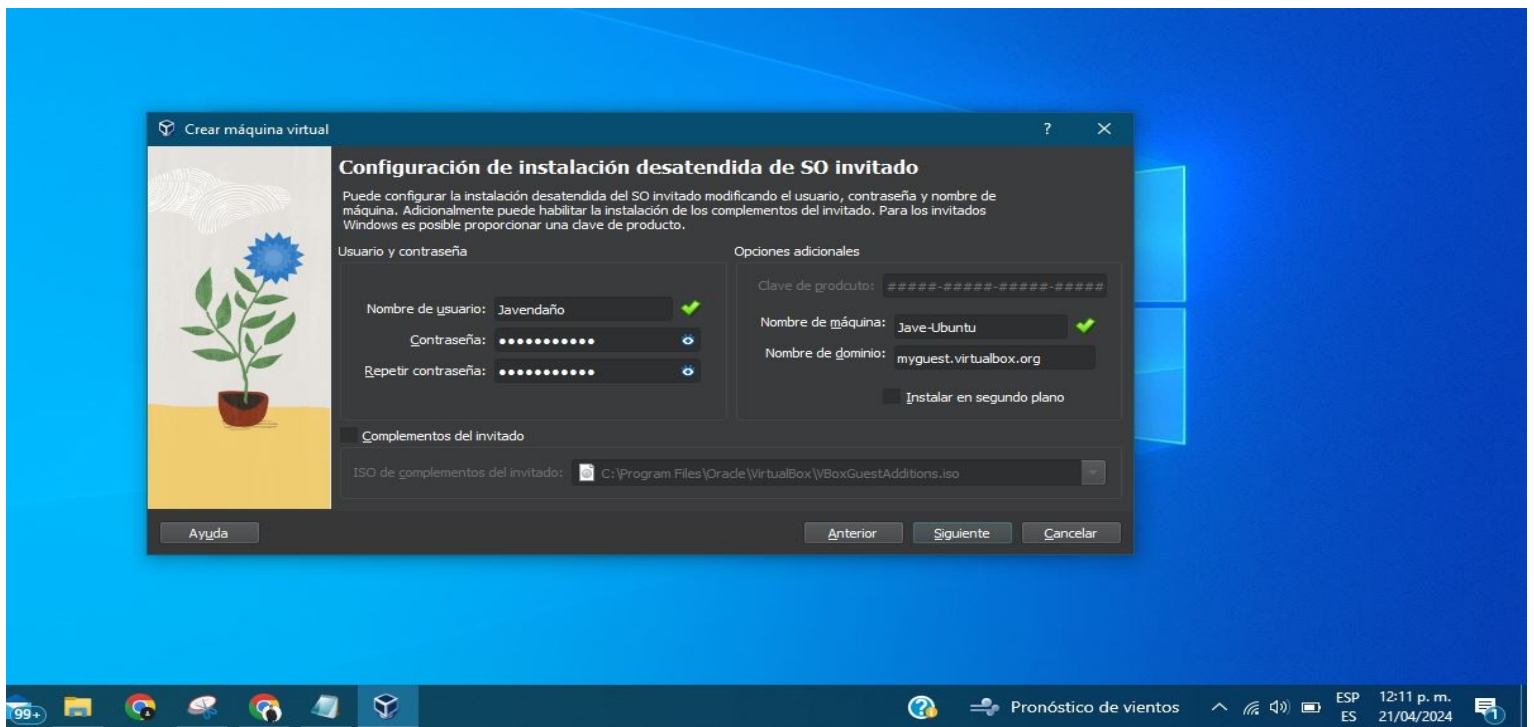 Crear máquina virtual
?
Configuración de instalación desatendida de SO invitado
Puede configurar la instalación desatendida del SO invitado modificando el usuario, contraseña y nombre de
máquina. Adicionalmente puede habilitar la instalación de los complementos del invitado. Para los invitados
Windows es posible proporcionar una clave de producto.
Usuario y contraseña
Nombre de usuario: Javendaño
Contraseña: ●●●●●●●●●●●
Repetir contraseña: ●●●●●●●●●●●
Opciones adicionales
Clave de prodcuto: #####-#####-#####-#####
Nombre de máquina: Jave-Ubuntu
Nombre de dominio: myguest.virtualbox.org
Instalar en segundo plano
Complementos del invitado
ISO de complementos del invitado: C:\Program Files\Oracle\VirtualBox\VBoxGuestAdditions.iso
Ayuda
Anterior
Siguiente
Cancelar
99+
Pronóstico de vientos
ESP
ES
12:11 p. m.
21/04/2024
1